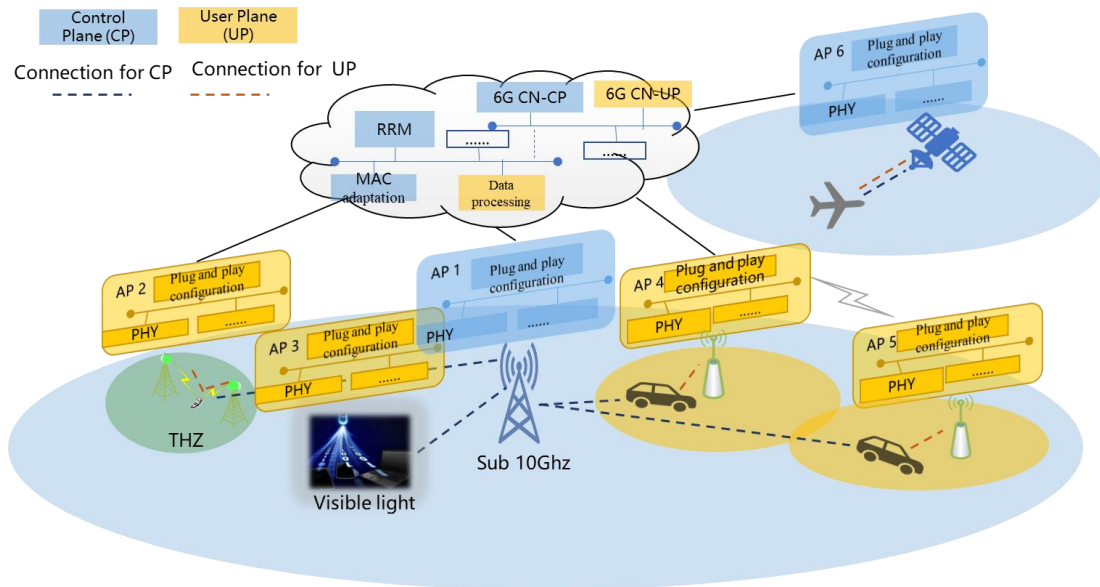 Control
Plane (CP)
User Plane
(UP)
Connection for CP
Connection for UP
6G CN-CP
6G CN-UP
RRM
......
......
MAC
adaptation
Data
processing
AP 6
Plug and play
configuration
PHY
......
AP 2
Plug and play
configuration
PHY
......
AP 3
Plug and play
configuration
PHY
......
AP 1
Plug and play
configuration
PHY
......
AP 4
Plug and play
configuration
PHY
......
AP 5
Plug and play
configuration
PHY
......
THZ
Visible light
Sub 10Ghz